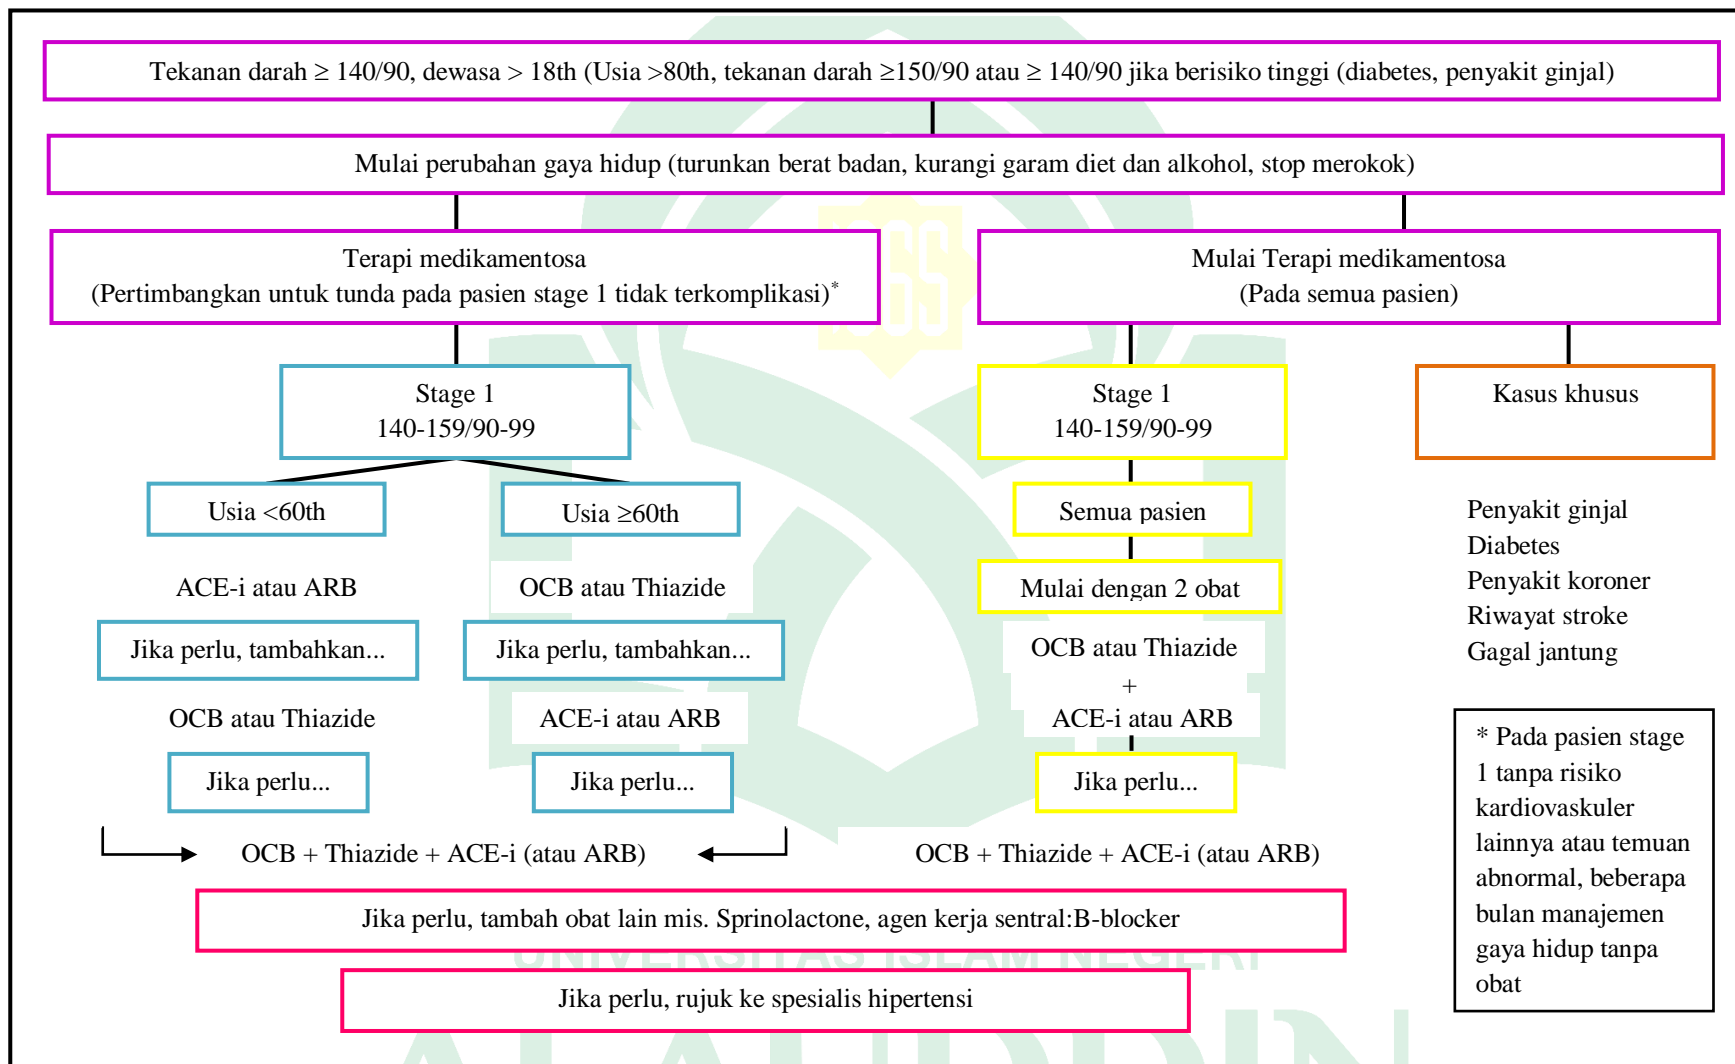 Tekanan darah ≥ 140/90, dewasa > 18th (Usia >80th, tekanan darah ≥150/90 atau ≥ 140/90 jika berisiko tinggi (diabetes, penyakit ginjal)
Mulai perubahan gaya hidup (turunkan berat badan, kurangi garam diet dan alkohol, stop merokok)
Terapi medikamentosa
(Pertimbangkan untuk tunda pada pasien stage 1 tidak terkomplikasi)*
Mulai Terapi medikamentosa
(Pada semua pasien)
Stage 1
140-159/90-99
Usia <60th
Usia ≥60th
ACE-i atau ARB
OCB atau Thiazide
Jika perlu, tambahkan...
Jika perlu, tambahkan...
OCB atau Thiazide
ACE-i atau ARB
Jika perlu...
Jika perlu...
OCB + Thiazide + ACE-i (atau ARB)
Stage 1
140-159/90-99
Semua pasien
Mulai dengan 2 obat
OCB atau Thiazide
+
ACE-i atau ARB
Jika perlu...
OCB + Thiazide + ACE-i (atau ARB)
Kasus khusus
Penyakit ginjal
Diabetes
Penyakit koroner
Riwayat stroke
Gagal jantung
* Pada pasien stage
1 tanpa risiko
kardiovaskuler
lainnya atau temuan
abnormal, beberapa
bulan manajemen
gaya hidup tanpa
obat
Jika perlu, tambah obat lain mis. Sprinolactone, agen kerja sentral:B-blocker
UNIVERSITAS ISLAM NEGERI
Jika perlu, rujuk ke spesialis hipertensi
ALAUDDIN